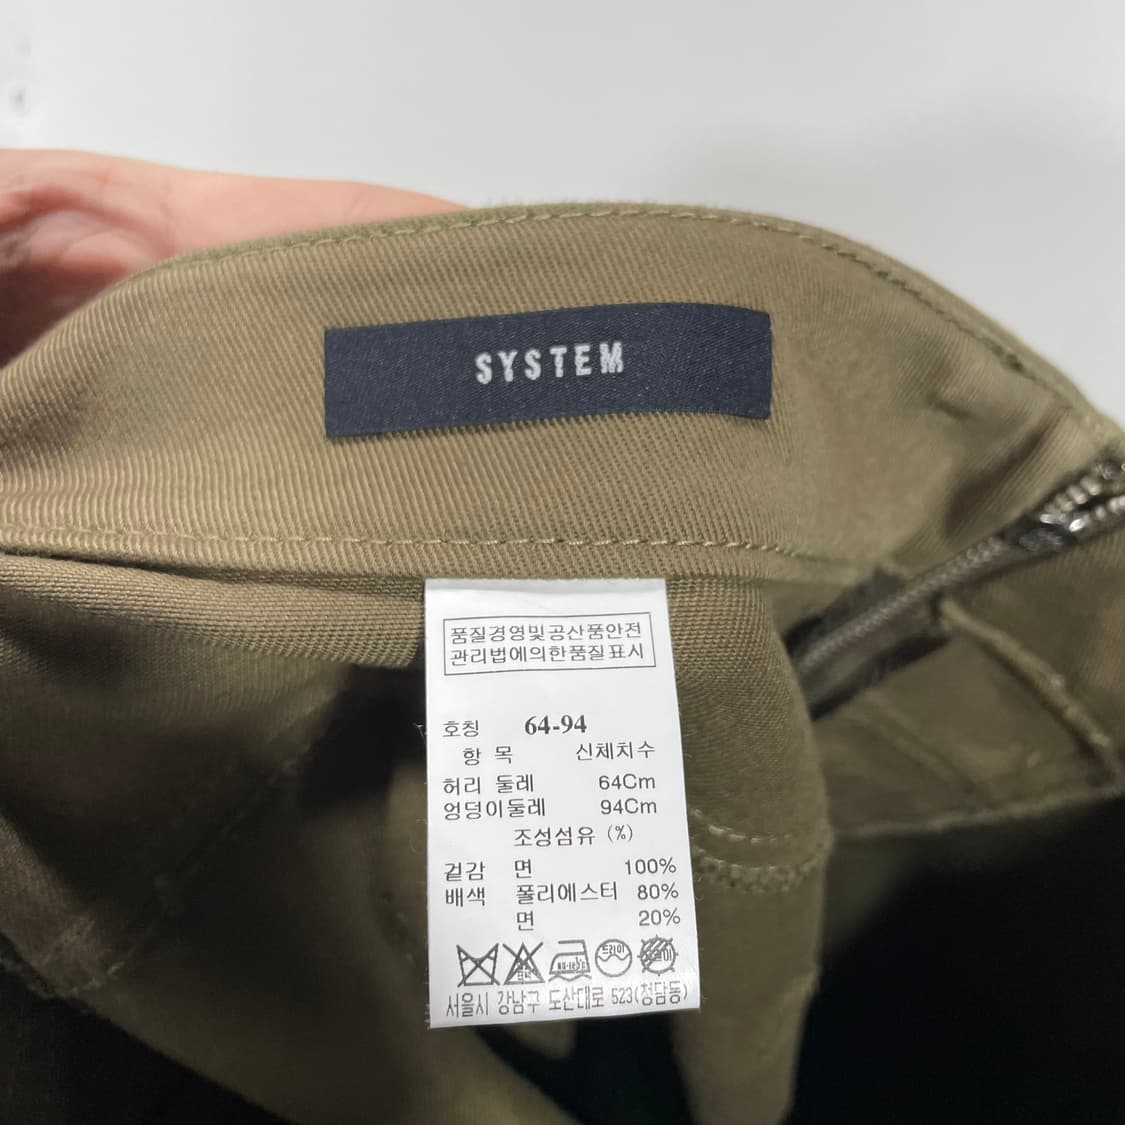 SYSTEM
품질경영및공산품안전
관리법에의한품질표시
호칭 64-94
항 목 신체치수
허리 둘레 64Cm
엉덩이둘레 94Cm
조성섬유 (%)
겉감 면 100%
배색 폴리에스터 80%
면 20%
드라이
서울시 강남구 도산대로 523(청담동)